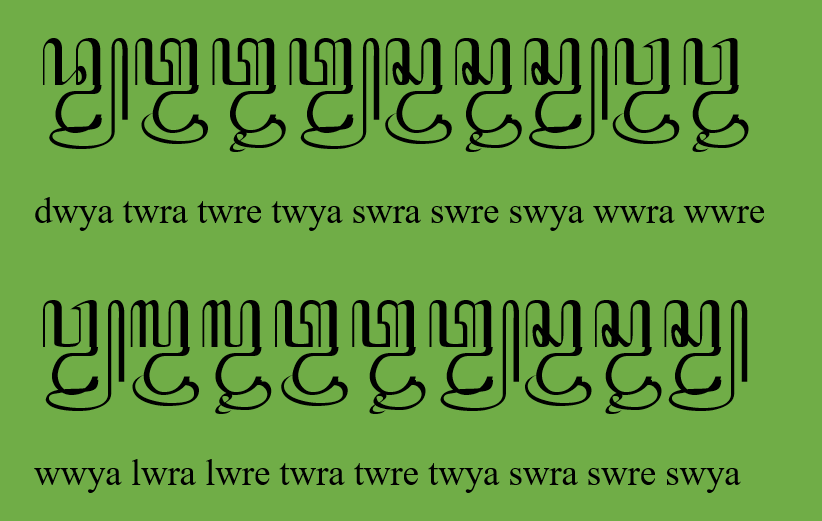 ꦢ꧀ꦮꦾꦠ꧀ꦮꦿꦠ꧀ꦮꦽꦠ꧀ꦮꦾꦱ꧀ꦮꦿꦱ꧀ꦮꦽꦱ꧀ꦮꦾꦮ꧀ꦮꦿꦮ꧀ꦮꦽ
dwya twra twre twya swra swre swya wwra wwre
ꦮ꧀ꦮꦾꦭ꧀ꦮꦿꦭ꧀ꦮꦽꦠ꧀ꦮꦿꦠ꧀ꦮꦽꦠ꧀ꦮꦾꦱ꧀ꦮꦿꦱ꧀ꦮꦽꦱ꧀ꦮꦾ
wwya lwra lwre twra twre twya swra swre swya